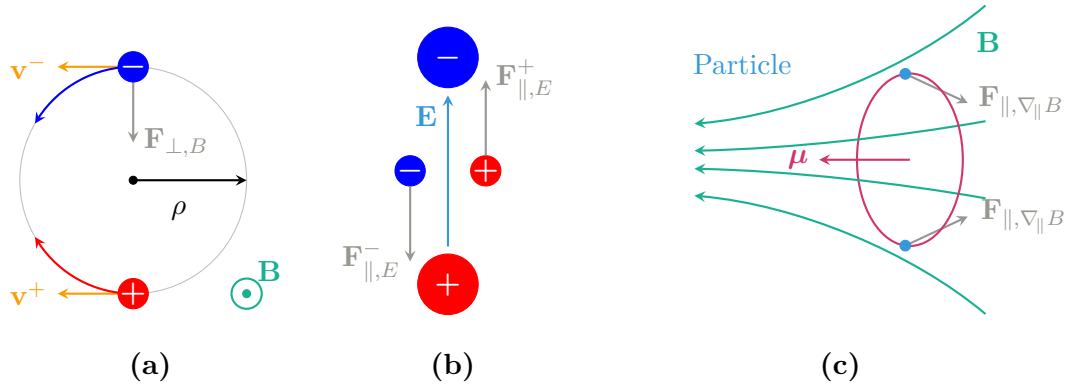 v⁻
−
F⊥,B
ρ
+
v⁺
B
(a)
−
F⁺∥,E
E
−
+
F⁻∥,E
+
(b)
B
Particle
F∥,∇∥B
μ
F∥,∇∥B
(c)